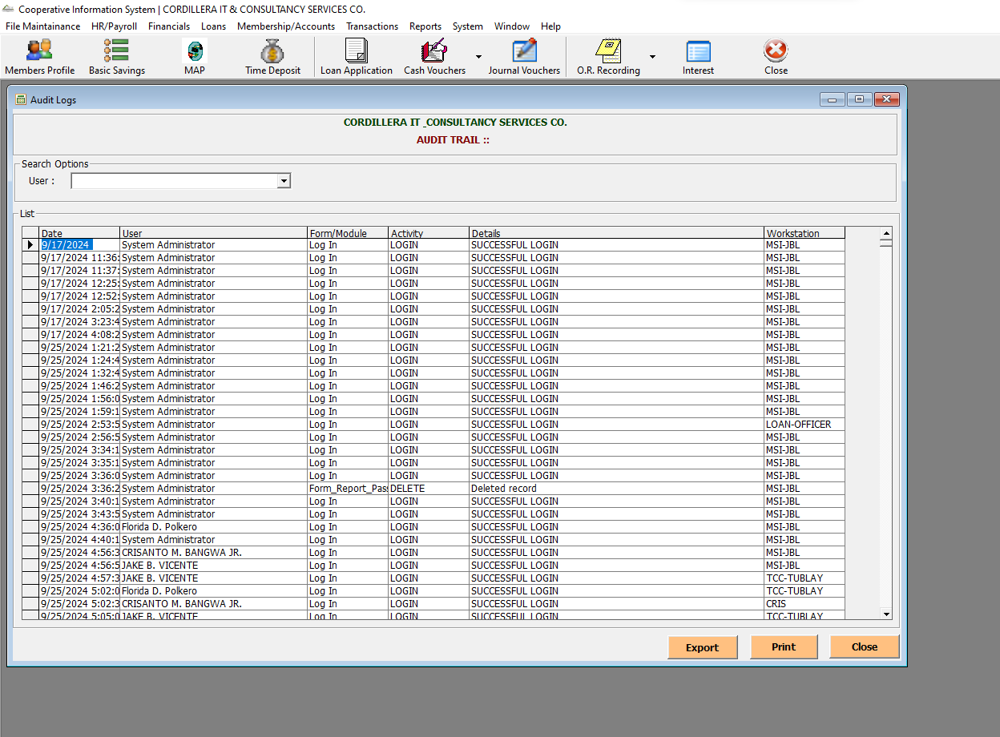 Cooperative Information System | CORDILLERA IT & CONSULTANCY SERVICES CO.
File Maintainance HR/Payroll Financials Loans Membership/Accounts Transactions Reports System Window Help
Members Profile Basic Savings MAP Time Deposit Loan Application Cash Vouchers Journal Vouchers O.R. Recording Interest Close
Audit Logs
CORDILLERA IT _CONSULTANCY SERVICES CO.
AUDIT TRAIL ::
Search Options
User :
List
Date User Form/Module Activity Details Workstation
9/17/2024 System Administrator Log In LOGIN SUCCESSFUL LOGIN MSI-JBL
9/17/2024 11:36: System Administrator Log In LOGIN SUCCESSFUL LOGIN MSI-JBL
9/17/2024 11:37: System Administrator Log In LOGIN SUCCESSFUL LOGIN MSI-JBL
9/17/2024 12:25: System Administrator Log In LOGIN SUCCESSFUL LOGIN MSI-JBL
9/17/2024 12:52: System Administrator Log In LOGIN SUCCESSFUL LOGIN MSI-JBL
9/17/2024 2:05:2 System Administrator Log In LOGIN SUCCESSFUL LOGIN MSI-JBL
9/17/2024 3:23:4 System Administrator Log In LOGIN SUCCESSFUL LOGIN MSI-JBL
9/17/2024 4:08:2 System Administrator Log In LOGIN SUCCESSFUL LOGIN MSI-JBL
9/25/2024 1:21:2 System Administrator Log In LOGIN SUCCESSFUL LOGIN MSI-JBL
9/25/2024 1:24:4 System Administrator Log In LOGIN SUCCESSFUL LOGIN MSI-JBL
9/25/2024 1:32:4 System Administrator Log In LOGIN SUCCESSFUL LOGIN MSI-JBL
9/25/2024 1:46:2 System Administrator Log In LOGIN SUCCESSFUL LOGIN MSI-JBL
9/25/2024 1:56:0 System Administrator Log In LOGIN SUCCESSFUL LOGIN MSI-JBL
9/25/2024 1:59:1 System Administrator Log In LOGIN SUCCESSFUL LOGIN MSI-JBL
9/25/2024 2:53:5 System Administrator Log In LOGIN SUCCESSFUL LOGIN LOAN-OFFICER
9/25/2024 2:56:5 System Administrator Log In LOGIN SUCCESSFUL LOGIN MSI-JBL
9/25/2024 3:34:1 System Administrator Log In LOGIN SUCCESSFUL LOGIN MSI-JBL
9/25/2024 3:35:1 System Administrator Log In LOGIN SUCCESSFUL LOGIN MSI-JBL
9/25/2024 3:36:0 System Administrator Log In LOGIN SUCCESSFUL LOGIN MSI-JBL
9/25/2024 3:36:2 System Administrator Form_Report_Pas DELETE Deleted record MSI-JBL
9/25/2024 3:40:1 System Administrator Log In LOGIN SUCCESSFUL LOGIN MSI-JBL
9/25/2024 3:43:5 System Administrator Log In LOGIN SUCCESSFUL LOGIN MSI-JBL
9/25/2024 4:36:0 Florida D. Polkero Log In LOGIN SUCCESSFUL LOGIN MSI-JBL
9/25/2024 4:40:1 System Administrator Log In LOGIN SUCCESSFUL LOGIN MSI-JBL
9/25/2024 4:56:3 CRISANTO M. BANGWA JR. Log In LOGIN SUCCESSFUL LOGIN MSI-JBL
9/25/2024 4:56:5 JAKE B. VICENTE Log In LOGIN SUCCESSFUL LOGIN MSI-JBL
9/25/2024 4:57:3 JAKE B. VICENTE Log In LOGIN SUCCESSFUL LOGIN TCC-TUBLAY
9/25/2024 5:02:0 Florida D. Polkero Log In LOGIN SUCCESSFUL LOGIN TCC-TUBLAY
9/25/2024 5:02:3 CRISANTO M. BANGWA JR. Log In LOGIN SUCCESSFUL LOGIN CRIS
9/25/2024 5:05:0 JAKE B. VICENTE Log In LOGIN SUCCESSFUL LOGIN TCC-TUBLAY
Export Print Close